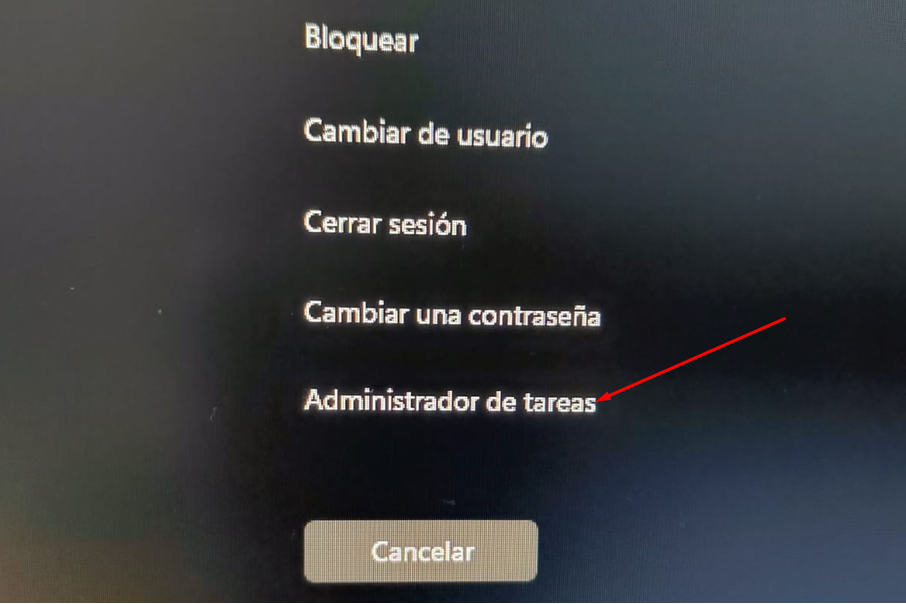 Bloquear
Cambiar de usuario
Cerrar sesión
Cambiar una contraseña
Administrador de tareas
Cancelar